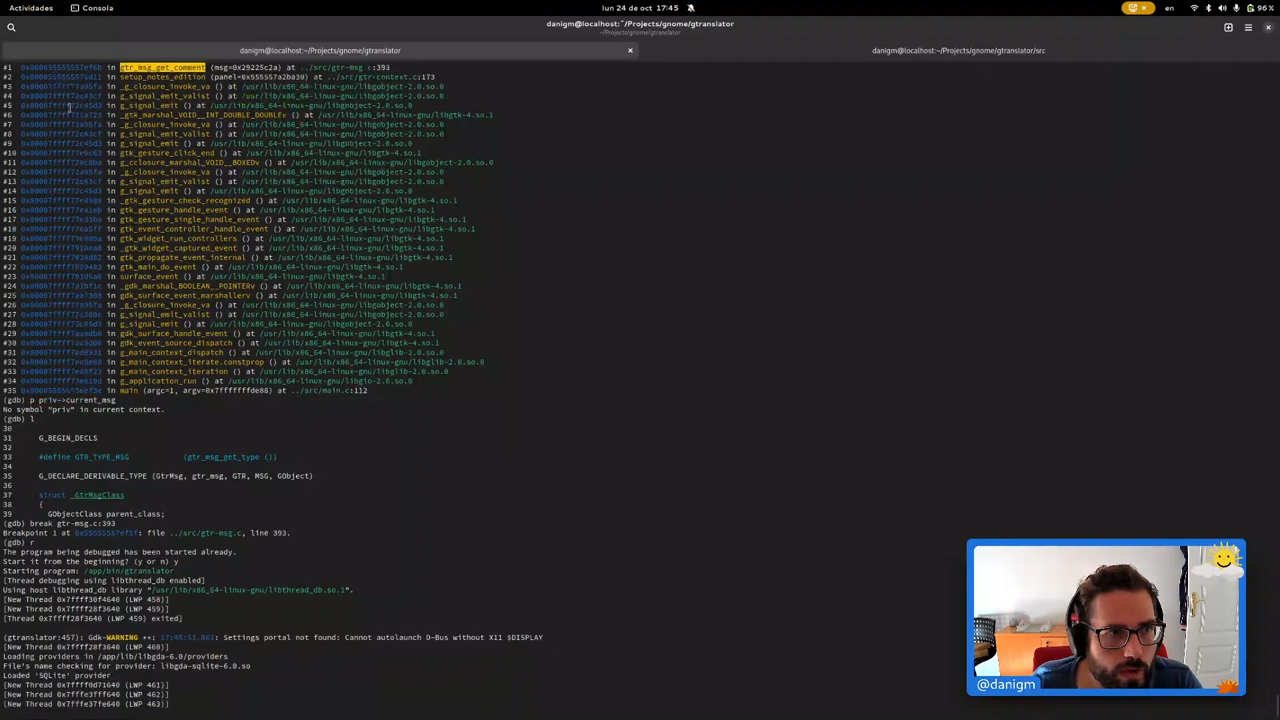 Actividades
Consola
lun 24 de oct 17:45
en
96 %
danigm@localhost:~/Projects/gnome/gtranslator
~/Projects/gnome/gtranslator
danigm@localhost:~/Projects/gnome/gtranslator
danigm@localhost:~/Projects/gnome/gtranslator/src
#1 in gtr_msg_get_comment (msg=0x29225c2a) at ../src/gtr-msg c:393
#2 in setup_notes_edition (panel=0x555557a2ba30) at ../src/gtr-context.c:173
#3 in _g_closure_invoke_va () at /usr/lib/x86_64-linux-gnu/libgobject-2.0.so.0
#4 in g_signal_emit_valist () at /usr/lib/x86_64-linux-gnu/libgobject-2.0.so.0
#5 in g_signal_emit () at /usr/lib/x86_64-linux-gnu/libgobject-2.0.so.0
#6 in _gtk_marshal_VOID__INT_DOUBLE_DOUBLEv () at /usr/lib/x86_64-linux-gnu/libgtk-4.so.1
#7 in _g_closure_invoke_va () at /usr/lib/x86_64-linux-gnu/libgobject-2.0.so.0
#8 in g_signal_emit_valist () at /usr/lib/x86_64-linux-gnu/libgobject-2.0.so.0
#9 in g_signal_emit () at /usr/lib/x86_64-linux-gnu/libgobject-2.0.so.0
#10 in gtk_gesture_click_end () at /usr/lib/x86_64-linux-gnu/libgtk-4.so.1
#11 in g_cclosure_marshal_VOID__BOXEDv () at /usr/lib/x86_64-linux-gnu/libgobject-2.0.so.0
#12 in _g_closure_invoke_va () at /usr/lib/x86_64-linux-gnu/libgobject-2.0.so.0
#13 in g_signal_emit_valist () at /usr/lib/x86_64-linux-gnu/libgobject-2.0.so.0
#14 in g_signal_emit () at /usr/lib/x86_64-linux-gnu/libgobject-2.0.so.0
#15 in _gtk_gesture_check_recognized () at /usr/lib/x86_64-linux-gnu/libgtk-4.so.1
#16 in gtk_gesture_handle_event () at /usr/lib/x86_64-linux-gnu/libgtk-4.so.1
#17 in gtk_gesture_single_handle_event () at /usr/lib/x86_64-linux-gnu/libgtk-4.so.1
#18 in gtk_event_controller_handle_event () at /usr/lib/x86_64-linux-gnu/libgtk-4.so.1
#19 in gtk_widget_run_controllers () at /usr/lib/x86_64-linux-gnu/libgtk-4.so.1
#20 in _gtk_widget_captured_event () at /usr/lib/x86_64-linux-gnu/libgtk-4.so.1
#21 in gtk_propagate_event_internal () at /usr/lib/x86_64-linux-gnu/libgtk-4.so.1
#22 in gtk_main_do_event () at /usr/lib/x86_64-linux-gnu/libgtk-4.so.1
#23 in surface_event () at /usr/lib/x86_64-linux-gnu/libgtk-4.so.1
#24 in _gdk_marshal_BOOLEAN__POINTERv () at /usr/lib/x86_64-linux-gnu/libgtk-4.so.1
#25 in gdk_surface_event_marshallerv () at /usr/lib/x86_64-linux-gnu/libgtk-4.so.1
#26 in _g_closure_invoke_va () at /usr/lib/x86_64-linux-gnu/libgobject-2.0.so.0
#27 in g_signal_emit_valist () at /usr/lib/x86_64-linux-gnu/libgobject-2.0.so.0
#28 in g_signal_emit () at /usr/lib/x86_64-linux-gnu/libgobject-2.0.so.0
#29 in gdk_surface_handle_event () at /usr/lib/x86_64-linux-gnu/libgtk-4.so.1
#30 in gdk_event_source_dispatch () at /usr/lib/x86_64-linux-gnu/libgtk-4.so.1
#31 in g_main_context_dispatch () at /usr/lib/x86_64-linux-gnu/libglib-2.0.so.0
#32 in g_main_context_iterate.constprop () at /usr/lib/x86_64-linux-gnu/libglib-2.0.so.0
#33 in g_main_context_iteration () at /usr/lib/x86_64-linux-gnu/libglib-2.0.so.0
#34 in g_application_run () at /usr/lib/x86_64-linux-gnu/libgio-2.0.so.0
#35 in main (argc=1, argv=0x7fffffffde88) at ../src/main.c:112
(gdb) p priv->current_msg
No symbol "priv" in current context.
(gdb) l
30
31 G_BEGIN_DECLS
32
33 #define GTR_TYPE_MSG (gtr_msg_get_type ())
34
35 G_DECLARE_DERIVABLE_TYPE (GtrMsg, gtr_msg, GTR, MSG, GObject)
36
37 struct _GtrMsgClass
38 {
39 GObjectClass parent_class;
(gdb) break gtr-msg.c:393
Breakpoint 1 at : file ../src/gtr-msg.c, line 393.
(gdb) r
The program being debugged has been started already.
Start it from the beginning? (y or n) y
Starting program: /app/bin/gtranslator
[Thread debugging using libthread_db enabled]
Using host libthread_db library "/usr/lib/x86_64-linux-gnu/libthread_db.so.1".
[New Thread 0x7ffff30f4640 (LWP 458)]
[New Thread 0x7ffff28f3640 (LWP 459)]
[Thread 0x7ffff28f3640 (LWP 459) exited]
(gtranslator:457): Gdk-WARNING **: 17:45:51.861: Settings portal not found: Cannot autolaunch D-Bus without X11 $DISPLAY
[New Thread 0x7ffff28f3640 (LWP 460)]
Loading providers in /app/lib/libgda-6.0/providers
File's name checking for provider: libgda-sqlite-6.0.so
Loaded 'SQLite' provider
[New Thread 0x7ffff0d71640 (LWP 461)]
[New Thread 0x7fffe3fff640 (LWP 462)]
[New Thread 0x7fffe37fe640 (LWP 463)]
@danigm